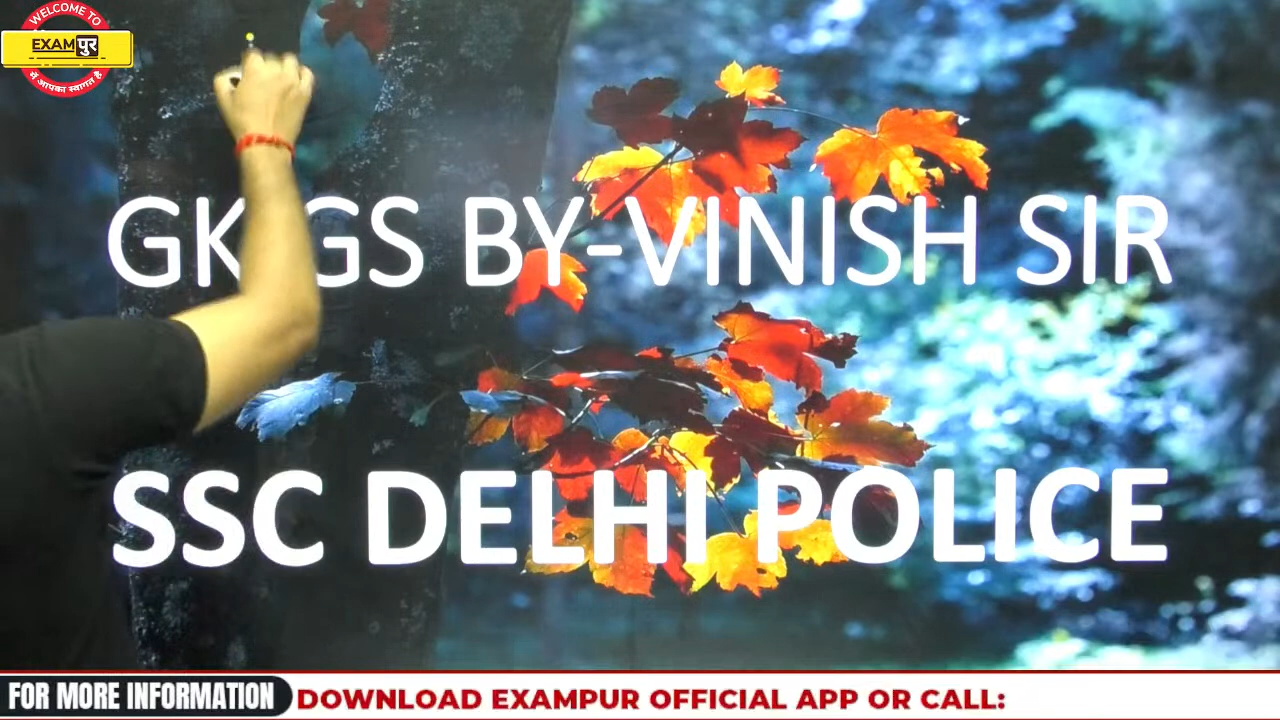 WELCOME TO
EXAMपुर
में आपका स्वागत है
GK GS BY-VINISH SIR
SSC DELHI POLICE
FOR MORE INFORMATION DOWNLOAD EXAMPUR OFFICIAL APP OR CALL: